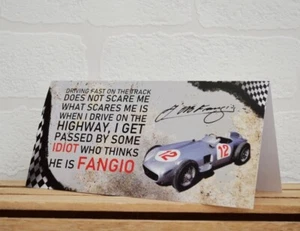 DRIVING FAST ON THE TRACK
DOES NOT SCARE ME
WHAT SCARES ME IS
WHEN I DRIVE ON THE
HIGHWAY, I GET
PASSED BY SOME
IDIOT WHO THINKS
HE IS FANGIO
12
12